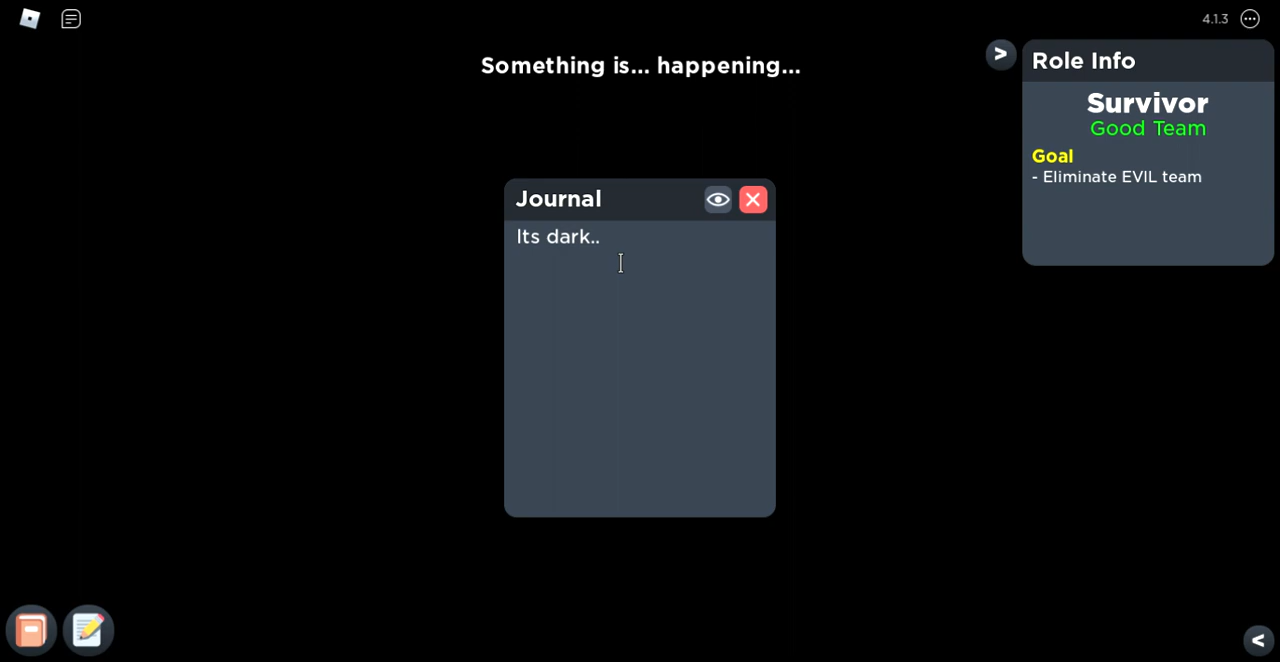 4.1.3
Something is... happening...
>
Role Info
Survivor
Good Team
Goal
- Eliminate EVIL team
Journal
Its dark..
<